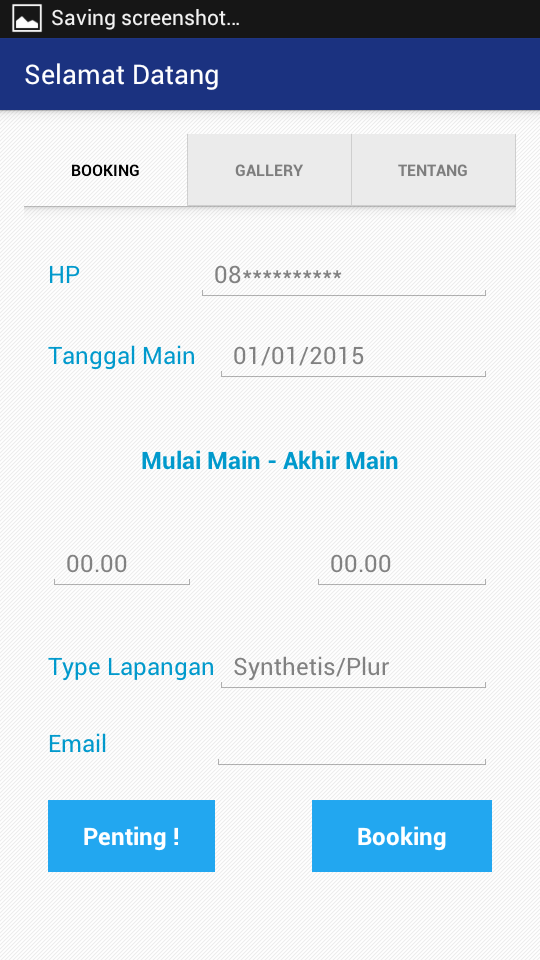 Saving screenshot...
Selamat Datang
BOOKING GALLERY TENTANG
HP 08**********
Tanggal Main 01/01/2015
Mulai Main - Akhir Main
00.00 00.00
Type Lapangan Synthetis/Plur
Email
Penting ! Booking